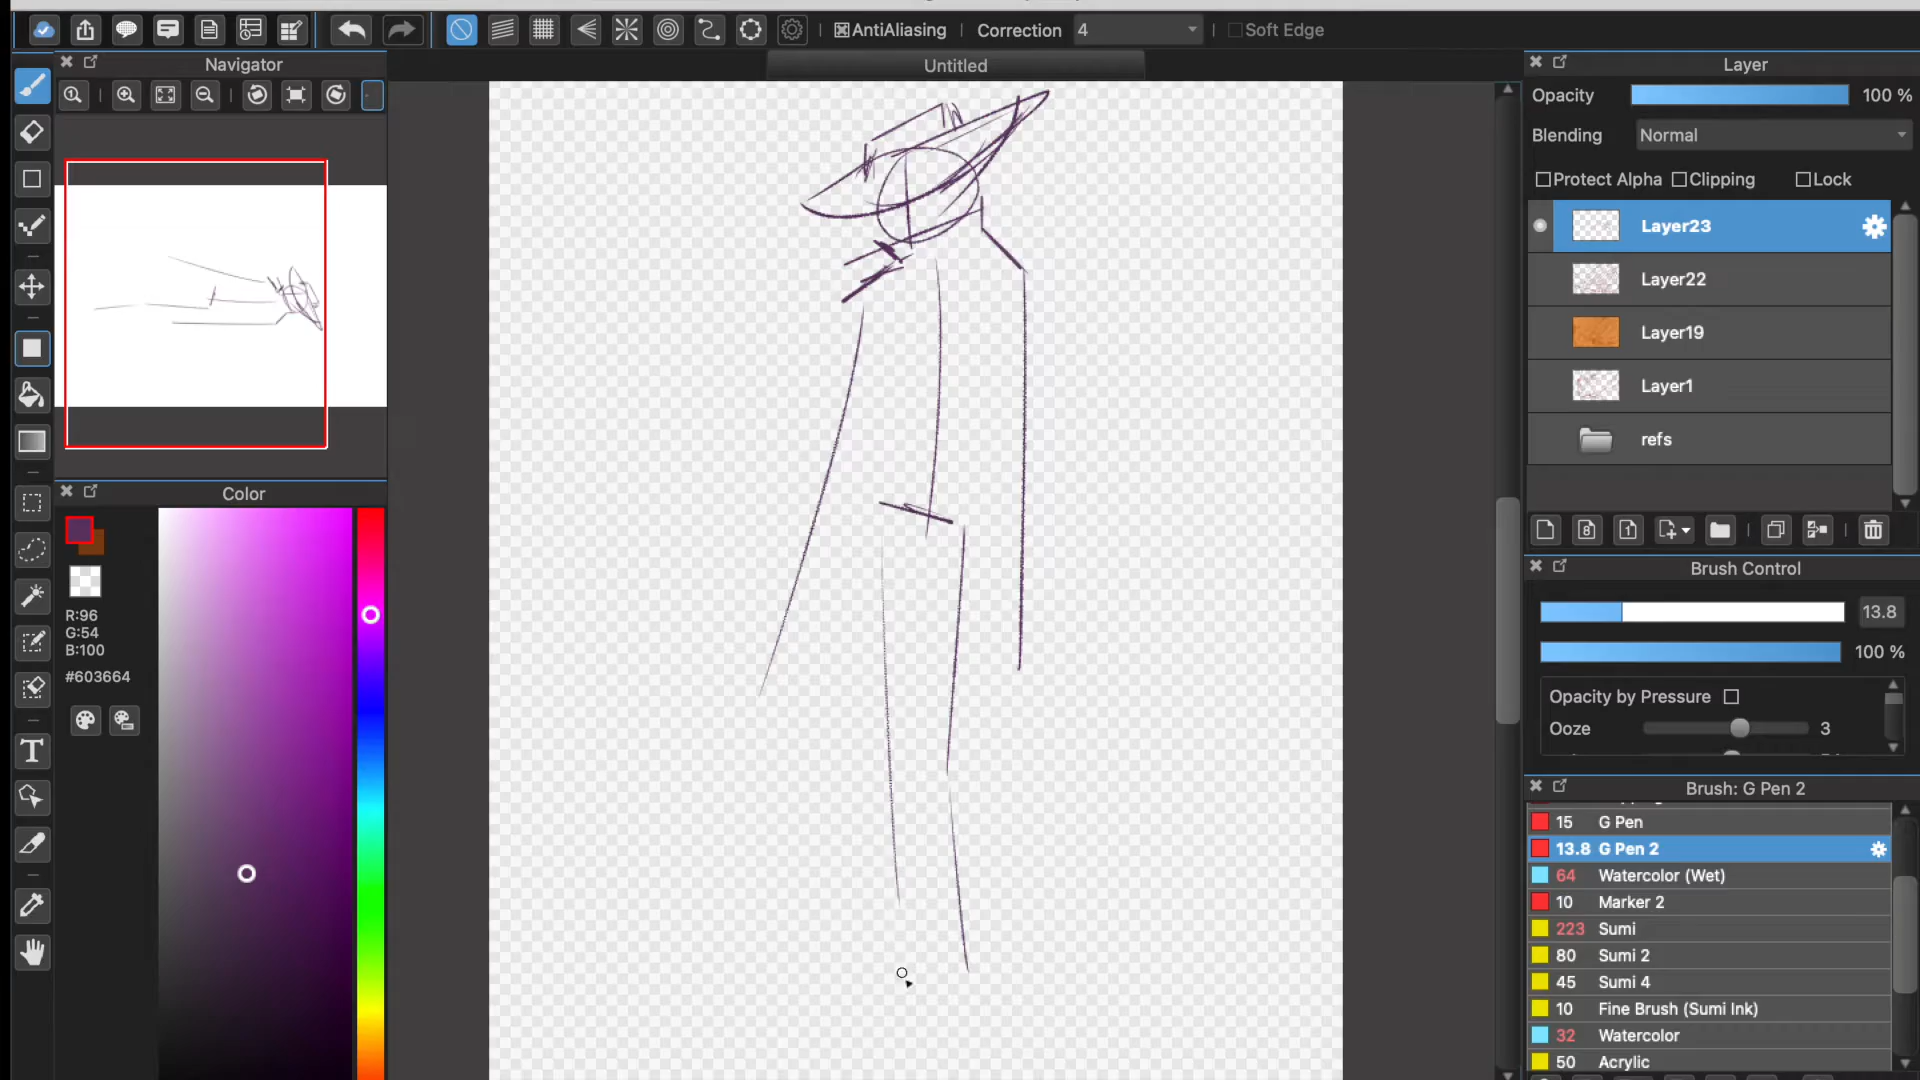 AntiAliasing
Correction
4
Soft Edge
Navigator
Untitled
Layer
Opacity
100 %
Blending
Normal
Protect Alpha
Clipping
Lock
Layer23
Layer22
Layer19
Layer1
refs
Color
R:96
G:54
B:100
#603664
Brush Control
13.8
100 %
Opacity by Pressure
Ooze
3
Brush: G Pen 2
15 G Pen
13.8 G Pen 2
64 Watercolor (Wet)
10 Marker 2
223 Sumi
80 Sumi 2
45 Sumi 4
10 Fine Brush (Sumi Ink)
32 Watercolor
50 Acrylic